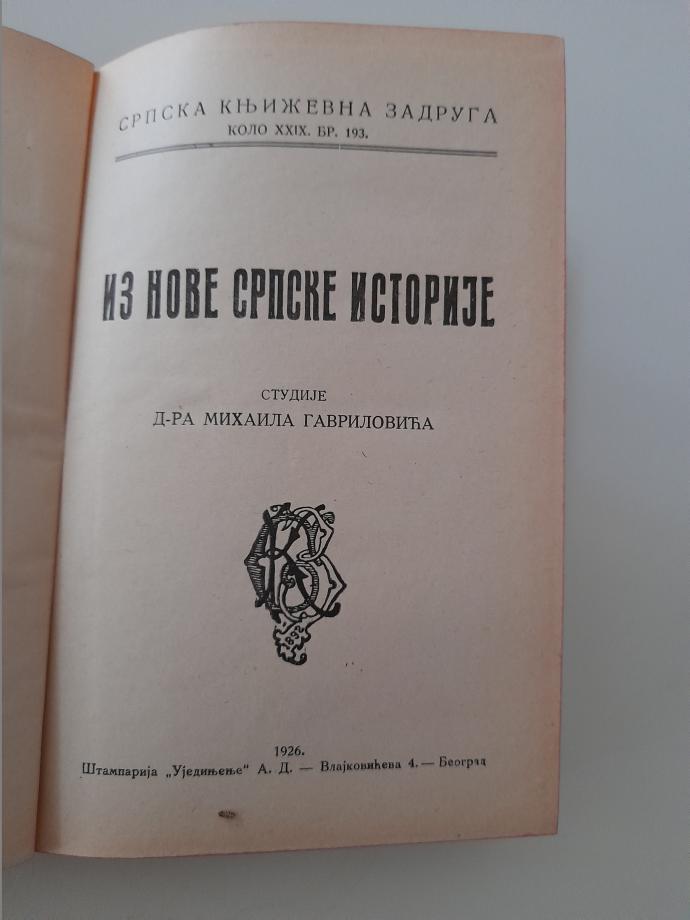 СРПСКА КЊИЖЕВНА ЗАДРУГА
КОЛО XXIX. БР. 193.
ИЗ НОВЕ СРПСКЕ ИСТОРИЈЕ
СТУДИЈЕ
Д-РА МИХАИЛА ГАВРИЛОВИЋА
1892
1926.
Штампарија „Уједињење“ А. Д. — Влајковићева 4. — Београд